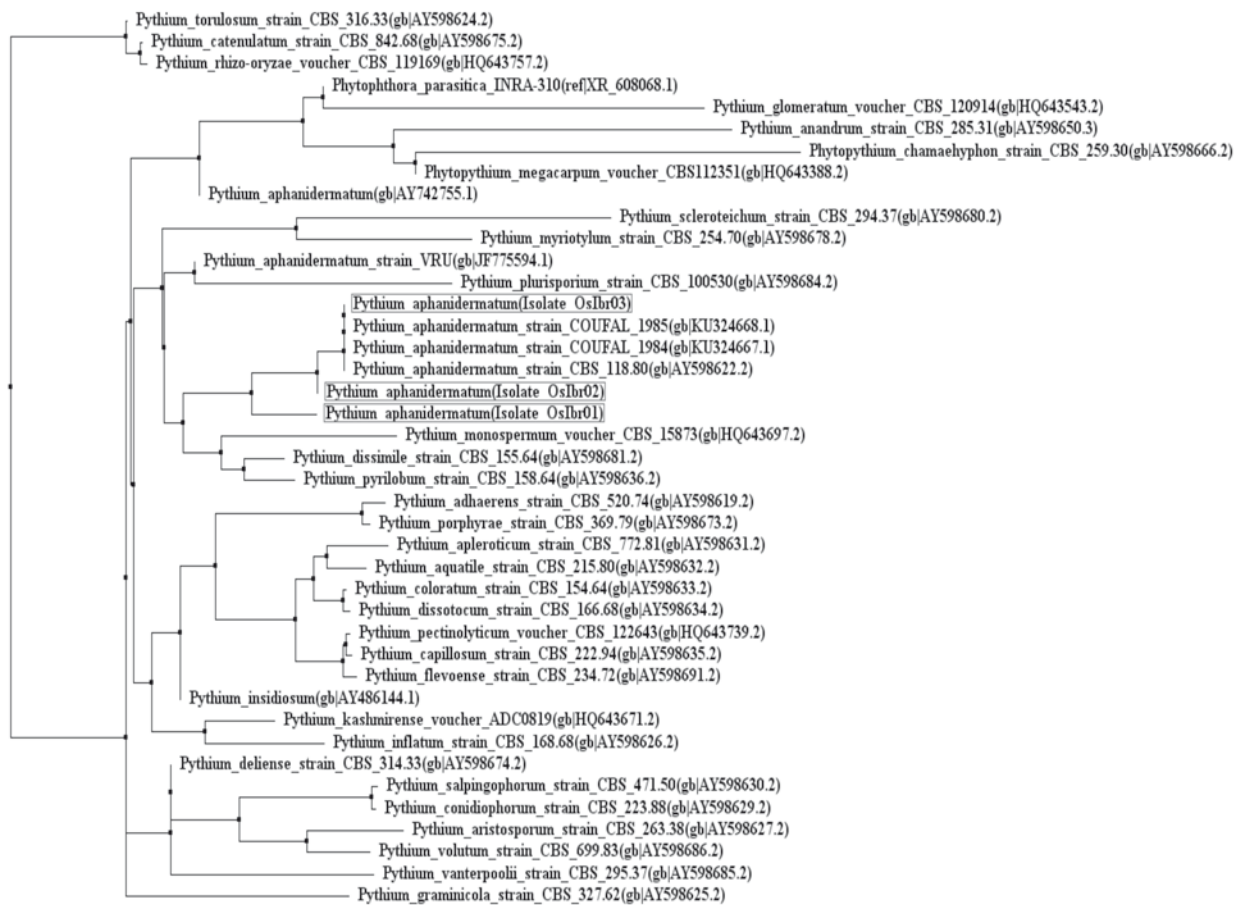 Pythium_torulosum_strain_CBS_316.33(gb|AY598624.2)
Pythium_catenulatum_strain_CBS_842.68(gb|AY598675.2)
Pythium_rhizo-oryzae_voucher_CBS_119169(gb|HQ643757.2)
Phytophthora_parasitica_INRA-310(ref|XR_608068.1)
Pythium_glomeratum_voucher_CBS_120914(gb|HQ643543.2)
Pythium_anandrum_strain_CBS_285.31(gb|AY598650.3)
Phytopythium_chamaehyphon_strain_CBS_259.30(gb|AY598666.2)
Phytopythium_megacarpum_voucher_CBS112351(gb|HQ643388.2)
Pythium_aphanidermatum(gb|AY742755.1)
Pythium_scleroteichum_strain_CBS_294.37(gb|AY598680.2)
Pythium_myriotylum_strain_CBS_254.70(gb|AY598678.2)
Pythium_aphanidermatum_strain_VRU(gb|JF775594.1)
Pythium_plurisporium_strain_CBS_100530(gb|AY598684.2)
Pythium_aphanidermatum(Isolate_OsIbr03)
Pythium_aphanidermatum_strain_COUFAL_1985(gb|KU324668.1)
Pythium_aphanidermatum_strain_COUFAL_1984(gb|KU324667.1)
Pythium_aphanidermatum_strain_CBS_118.80(gb|AY598622.2)
Pythium_aphanidermatum(Isolate_OsIbr02)
Pythium_aphanidermatum(Isolate_OsIbr01)
Pythium_monospermum_voucher_CBS_15873(gb|HQ643697.2)
Pythium_dissimile_strain_CBS_155.64(gb|AY598681.2)
Pythium_pyrilobum_strain_CBS_158.64(gb|AY598636.2)
Pythium_adhaerens_strain_CBS_520.74(gb|AY598619.2)
Pythium_porphyrae_strain_CBS_369.79(gb|AY598673.2)
Pythium_apleroticum_strain_CBS_772.81(gb|AY598631.2)
Pythium_aquatile_strain_CBS_215.80(gb|AY598632.2)
Pythium_coloratum_strain_CBS_154.64(gb|AY598633.2)
Pythium_dissotocum_strain_CBS_166.68(gb|AY598634.2)
Pythium_pectinolyticum_voucher_CBS_122643(gb|HQ643739.2)
Pythium_capillosum_strain_CBS_222.94(gb|AY598635.2)
Pythium_flevoense_strain_CBS_234.72(gb|AY598691.2)
Pythium_insidiosum(gb|AY486144.1)
Pythium_kashmirense_voucher_ADC0819(gb|HQ643671.2)
Pythium_inflatum_strain_CBS_168.68(gb|AY598626.2)
Pythium_deliense_strain_CBS_314.33(gb|AY598674.2)
Pythium_salpingophorum_strain_CBS_471.50(gb|AY598630.2)
Pythium_conidiophorum_strain_CBS_223.88(gb|AY598629.2)
Pythium_aristosporum_strain_CBS_263.38(gb|AY598627.2)
Pythium_volutum_strain_CBS_699.83(gb|AY598686.2)
Pythium_vanterpoolii_strain_CBS_295.37(gb|AY598685.2)
Pythium_graminicola_strain_CBS_327.62(gb|AY598625.2)